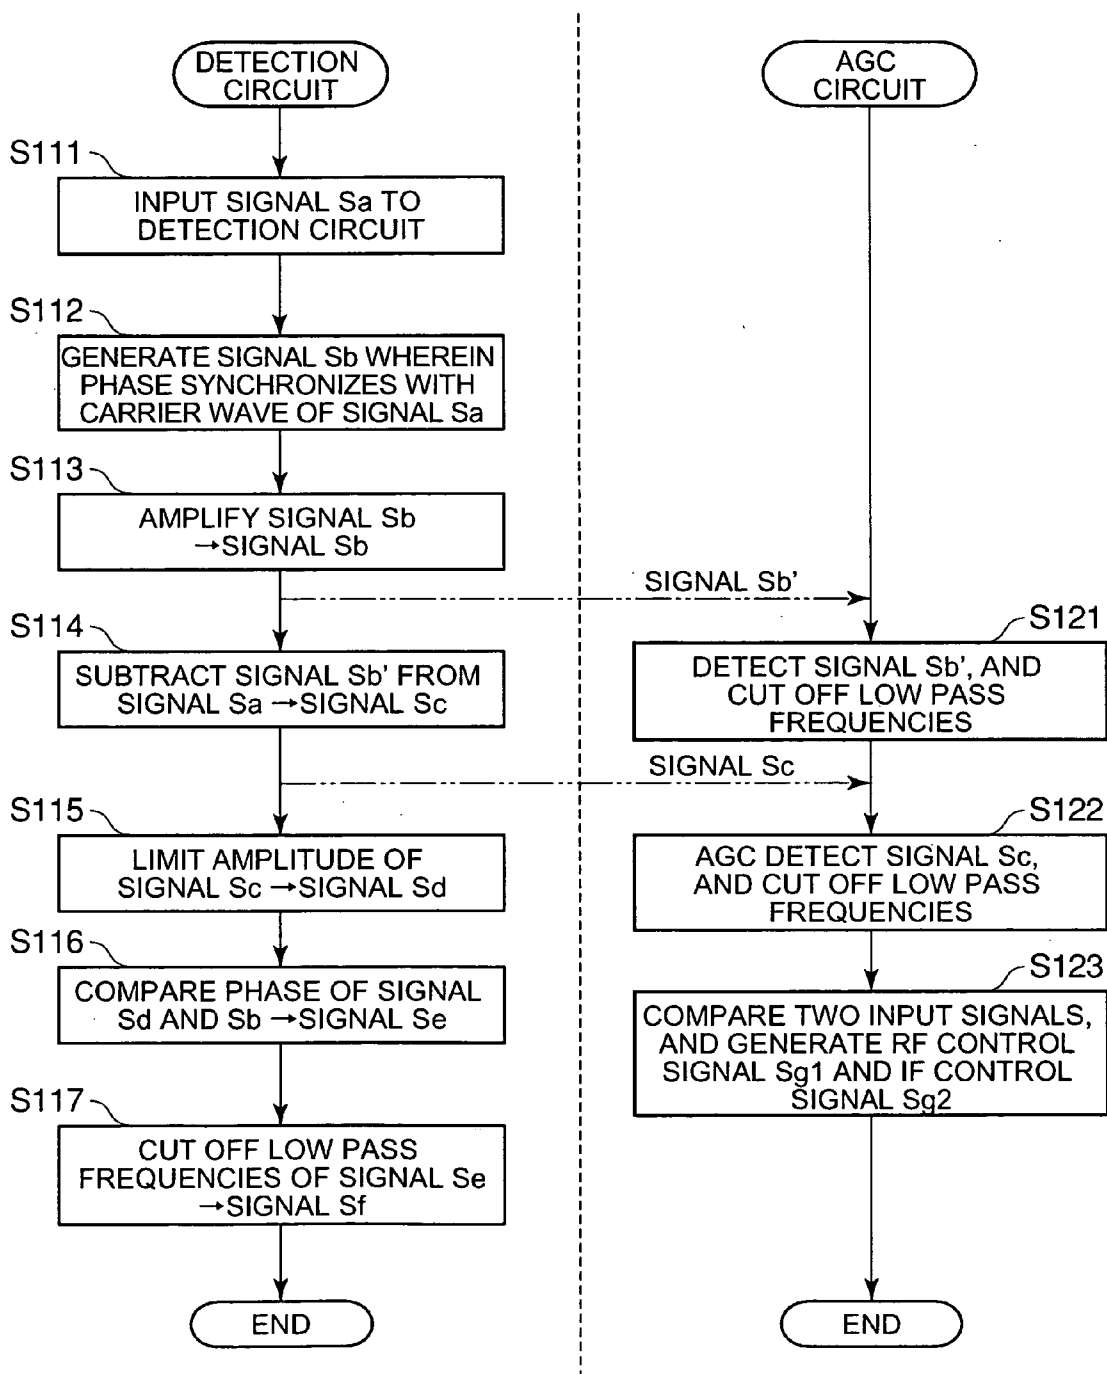 DETECTION
CIRCUIT
S111
INPUT SIGNAL Sa TO
DETECTION CIRCUIT
S112
GENERATE SIGNAL Sb WHEREIN
PHASE SYNCHRONIZES WITH
CARRIER WAVE OF SIGNAL Sa
S113
AMPLIFY SIGNAL Sb
→SIGNAL Sb
S114
SUBTRACT SIGNAL Sb' FROM
SIGNAL Sa →SIGNAL Sc
S115
LIMIT AMPLITUDE OF
SIGNAL Sc →SIGNAL Sd
S116
COMPARE PHASE OF SIGNAL
Sd AND Sb →SIGNAL Se
S117
CUT OFF LOW PASS
FREQUENCIES OF SIGNAL Se
→SIGNAL Sf
END
AGC
CIRCUIT
SIGNAL Sb'
S121
DETECT SIGNAL Sb', AND
CUT OFF LOW PASS
FREQUENCIES
SIGNAL Sc
S122
AGC DETECT SIGNAL Sc,
AND CUT OFF LOW PASS
FREQUENCIES
S123
COMPARE TWO INPUT SIGNALS,
AND GENERATE RF CONTROL
SIGNAL Sg1 AND IF CONTROL
SIGNAL Sg2
END